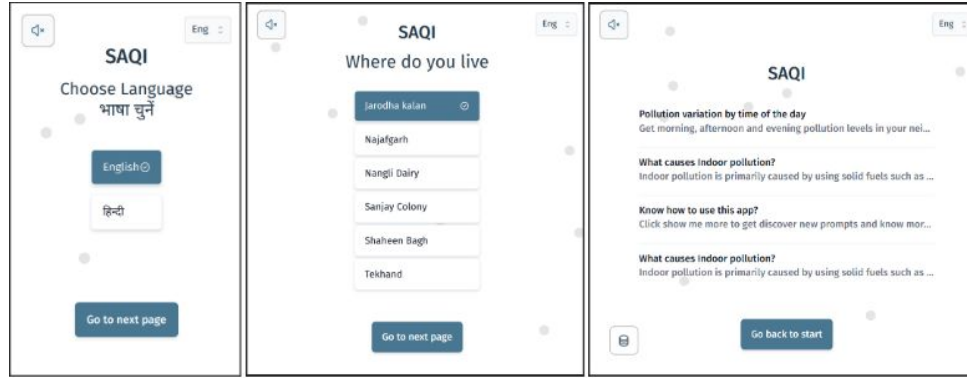 Eng
SAQI
Choose Language
भाषा चुनें
English
हिन्दी
Go to next page
Eng
SAQI
Where do you live
Jarodha kalan
Najafgarh
Nangli Dairy
Sanjay Colony
Shaheen Bagh
Tekhand
Go to next page
Eng
SAQI
Pollution variation by time of the day
Get morning, afternoon and evening pollution levels in your nei...
What causes Indoor pollution?
Indoor pollution is primarily caused by using solid fuels such as ...
Know how to use this app?
Click show me more to get discover new prompts and know mor...
What causes Indoor pollution?
Indoor pollution is primarily caused by using solid fuels such as ...
Go back to start